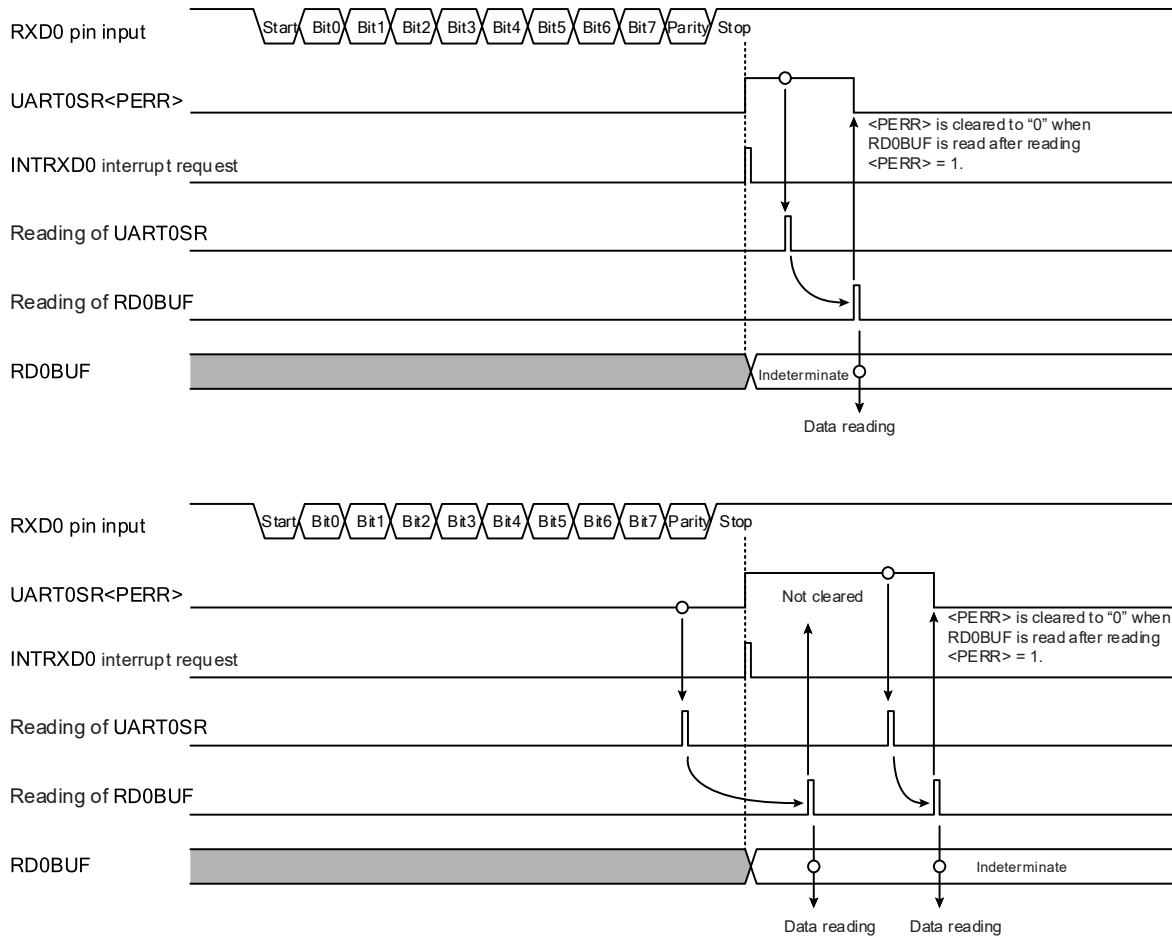 RXD0 pin input
Start Bit0 Bit1 Bit2 Bit3 Bit4 Bit5 Bit6 Bit7 Parity Stop
UART0SR<PERR>
<PERR> is cleared to “0” when
RD0BUF is read after reading
<PERR> = 1.
INTRXD0 interrupt request
Reading of UART0SR
Reading of RD0BUF
RD0BUF
Indeterminate
Data reading
RXD0 pin input
Start Bit0 Bit1 Bit2 Bit3 Bit4 Bit5 Bit6 Bit7 Parity Stop
UART0SR<PERR>
Not cleared
<PERR> is cleared to “0” when
RD0BUF is read after reading
<PERR> = 1.
INTRXD0 interrupt request
Reading of UART0SR
Reading of RD0BUF
RD0BUF
Indeterminate
Data reading Data reading